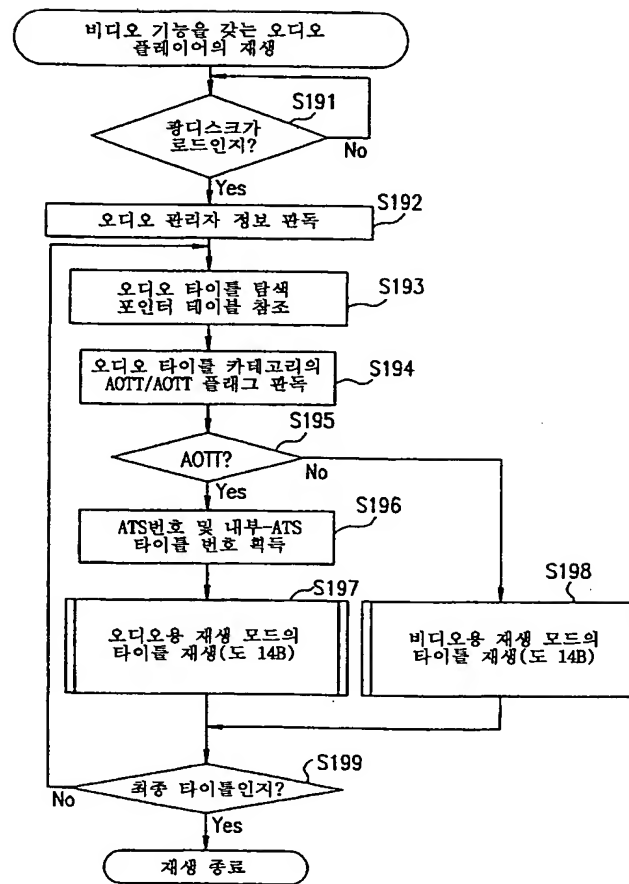 비디오 기능을 갖는 오디오
플레이어의 재생
S191
광디스크가
로드인지?
No
Yes
S192
오디오 관리자 정보 판독
오디오 타이틀 탐색
포인터 테이블 참조
S193
오디오 타이틀 카테고리의
AOTT/AOTT 플래그 판독
S194
S195
AOTT?
No
Yes
ATS번호 및 내부-ATS
타이틀 번호 획득
S196
S197
오디오용 재생 모드의
타이틀 재생(도 14B)
S198
비디오용 재생 모드의
타이틀 재생(도 14B)
S199
최종 타이틀인지?
No
Yes
재생 종료